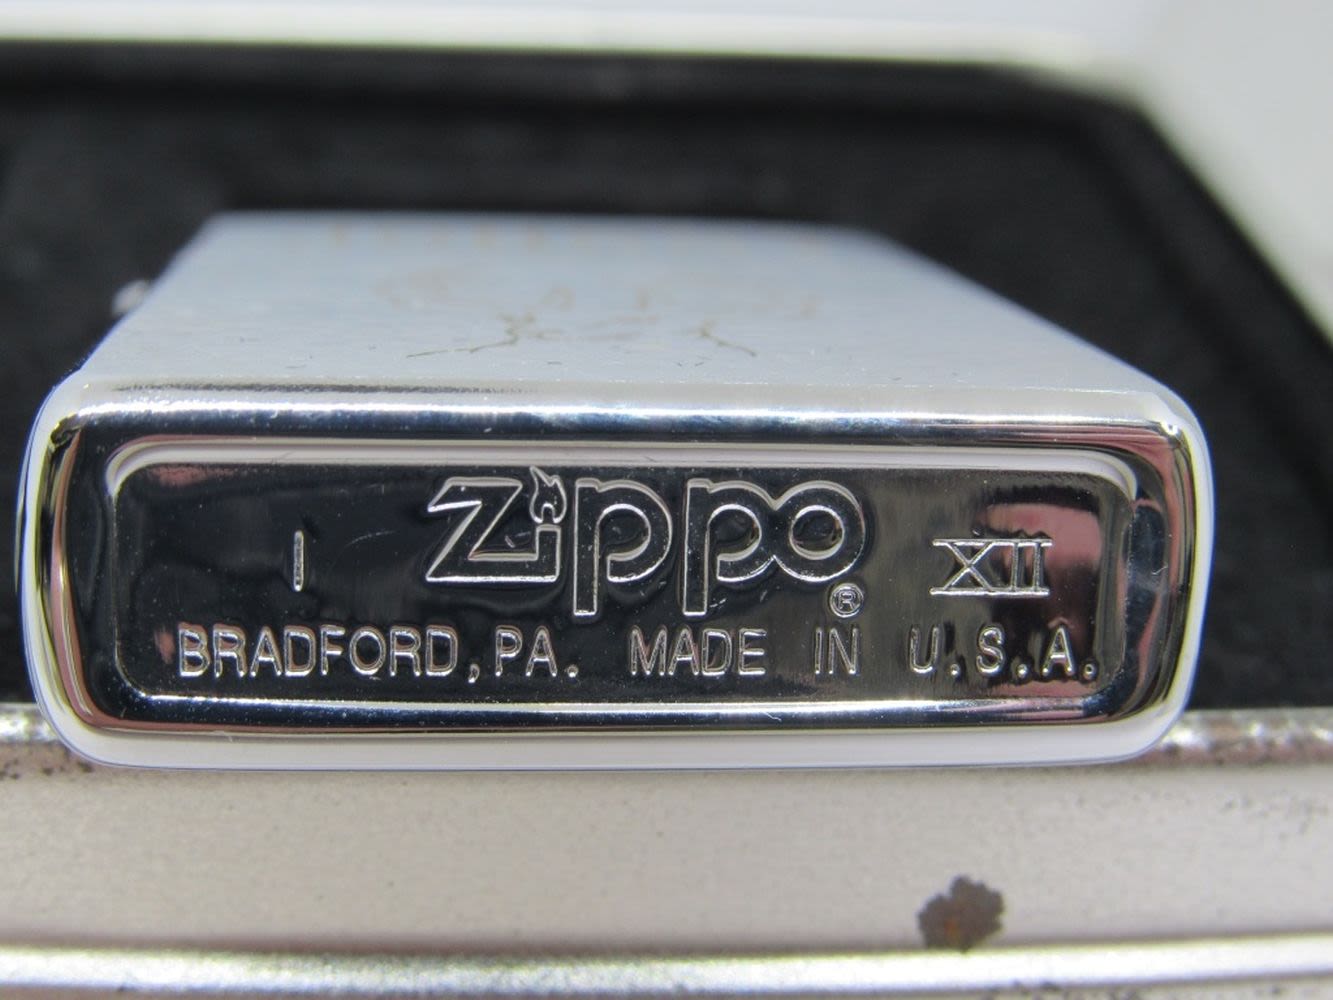 I Zippo® XII
BRADFORD, PA. MADE IN U.S.A.